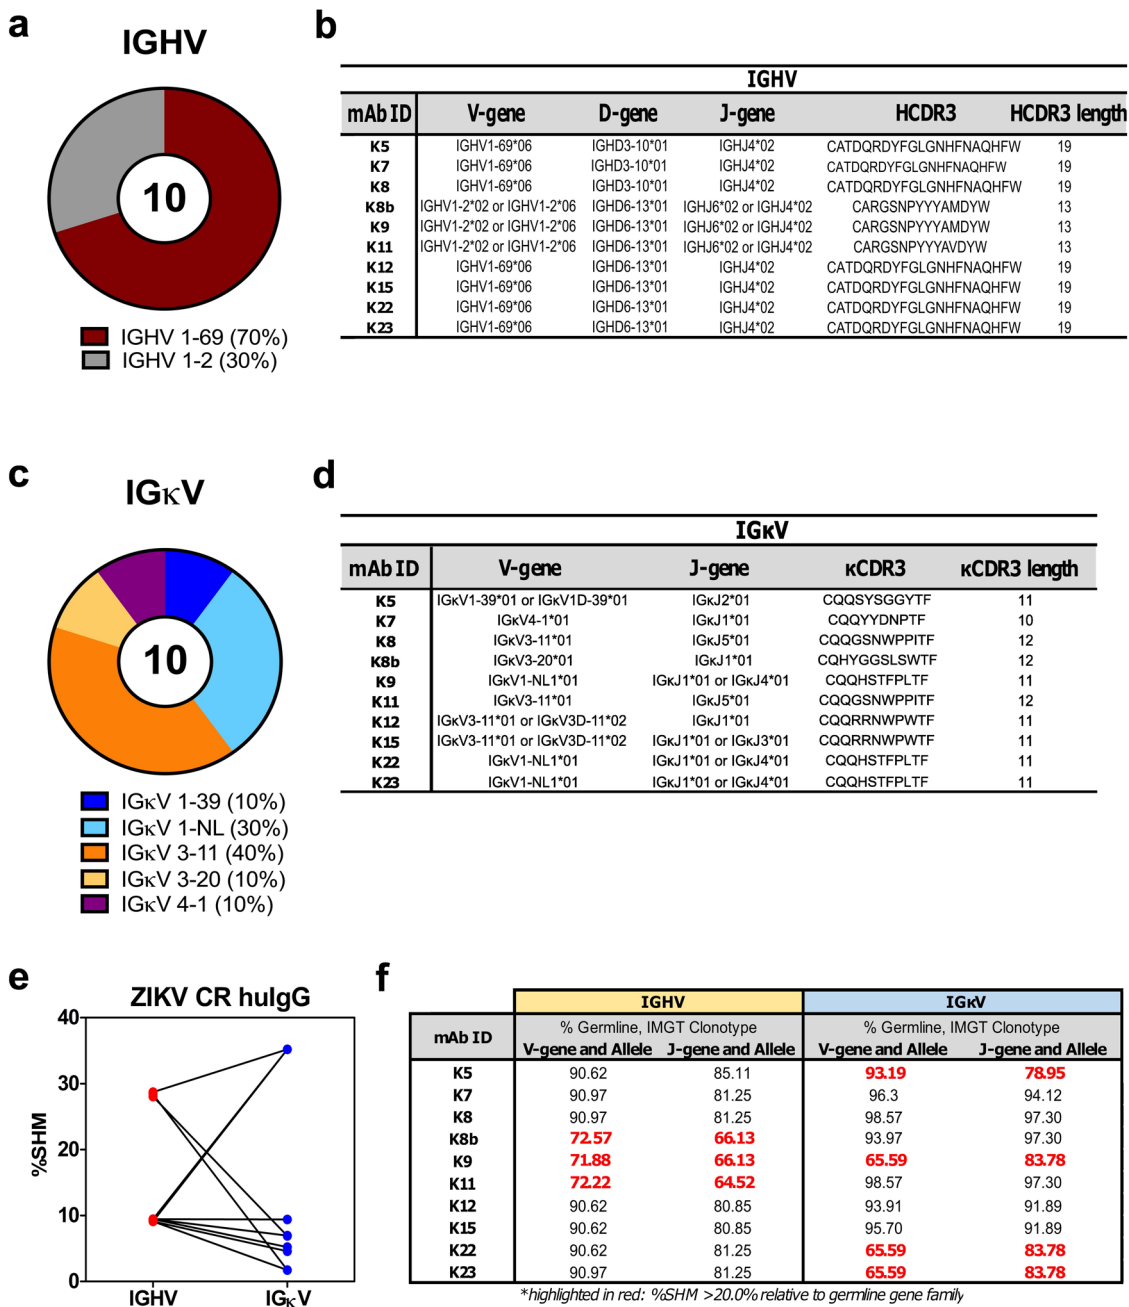 a
IGHV
10
IGHV 1-69 (70%)
IGHV 1-2 (30%)
b
IGHV
mAb ID V-gene D-gene J-gene HCDR3 HCDR3 length
K5 IGHV1-69*06 IGHD3-10*01 IGHJ4*02 CATDQRDYFGLGNHFNAQHFW 19
K7 IGHV1-69*06 IGHD3-10*01 IGHJ4*02 CATDQRDYFGLGNHFNAQHFW 19
K8 IGHV1-69*06 IGHD3-10*01 IGHJ4*02 CATDQRDYFGLGNHFNAQHFW 19
K8b IGHV1-2*02 or IGHV1-2*06 IGHD6-13*01 IGHJ6*02 or IGHJ4*02 CARGSNPYYYAMDYW 13
K9 IGHV1-2*02 or IGHV1-2*06 IGHD6-13*01 IGHJ6*02 or IGHJ4*02 CARGSNPYYYAMDYW 13
K11 IGHV1-2*02 or IGHV1-2*06 IGHD6-13*01 IGHJ6*02 or IGHJ4*02 CARGSNPYYYAVDYW 13
K12 IGHV1-69*06 IGHD6-13*01 IGHJ4*02 CATDQRDYFGLGNHFNAQHFW 19
K15 IGHV1-69*06 IGHD6-13*01 IGHJ4*02 CATDQRDYFGLGNHFNAQHFW 19
K22 IGHV1-69*06 IGHD6-13*01 IGHJ4*02 CATDQRDYFGLGNHFNAQHFW 19
K23 IGHV1-69*06 IGHD6-13*01 IGHJ4*02 CATDQRDYFGLGNHFNAQHFW 19
c
IGκV
10
IGκV 1-39 (10%)
IGκV 1-NL (30%)
IGκV 3-11 (40%)
IGκV 3-20 (10%)
IGκV 4-1 (10%)
d
IGκV
mAb ID V-gene J-gene κCDR3 κCDR3 length
K5 IGκV1-39*01 or IGκV1D-39*01 IGκJ2*01 CQQSYSGGYTF 11
K7 IGκV4-1*01 IGκJ1*01 CQQYYDNPTF 10
K8 IGκV3-11*01 IGκJ5*01 CQQGSNWPPITF 12
K8b IGκV3-20*01 IGκJ1*01 CQHYGGSLSWTF 12
K9 IGκV1-NL1*01 IGκJ1*01 or IGκJ4*01 CQQHSTFPLTF 11
K11 IGκV3-11*01 IGκJ5*01 CQQGSNWPPITF 12
K12 IGκV3-11*01 or IGκV3D-11*02 IGκJ1*01 CQQRRNWPWTF 11
K15 IGκV3-11*01 or IGκV3D-11*02 IGκJ1*01 or IGκJ3*01 CQQRRNWPWTF 11
K22 IGκV1-NL1*01 IGκJ1*01 or IGκJ4*01 CQQHSTFPLTF 11
K23 IGκV1-NL1*01 IGκJ1*01 or IGκJ4*01 CQQHSTFPLTF 11
e
ZIKV CR huIgG
%SHM
40
30
20
10
0
IGHV IGκV
f
IGHV IGκV
mAb ID % Germline, IMGT Clonotype % Germline, IMGT Clonotype
V-gene and Allele J-gene and Allele V-gene and Allele J-gene and Allele
K5 90.62 85.11 93.19 78.95
K7 90.97 81.25 96.3 94.12
K8 90.97 81.25 98.57 97.30
K8b 72.57 66.13 93.97 97.30
K9 71.88 66.13 65.59 83.78
K11 72.22 64.52 98.57 97.30
K12 90.62 80.85 93.91 91.89
K15 90.62 80.85 95.70 91.89
K22 90.62 81.25 65.59 83.78
K23 90.97 81.25 65.59 83.78
*highlighted in red: %SHM >20.0% relative to germline gene family